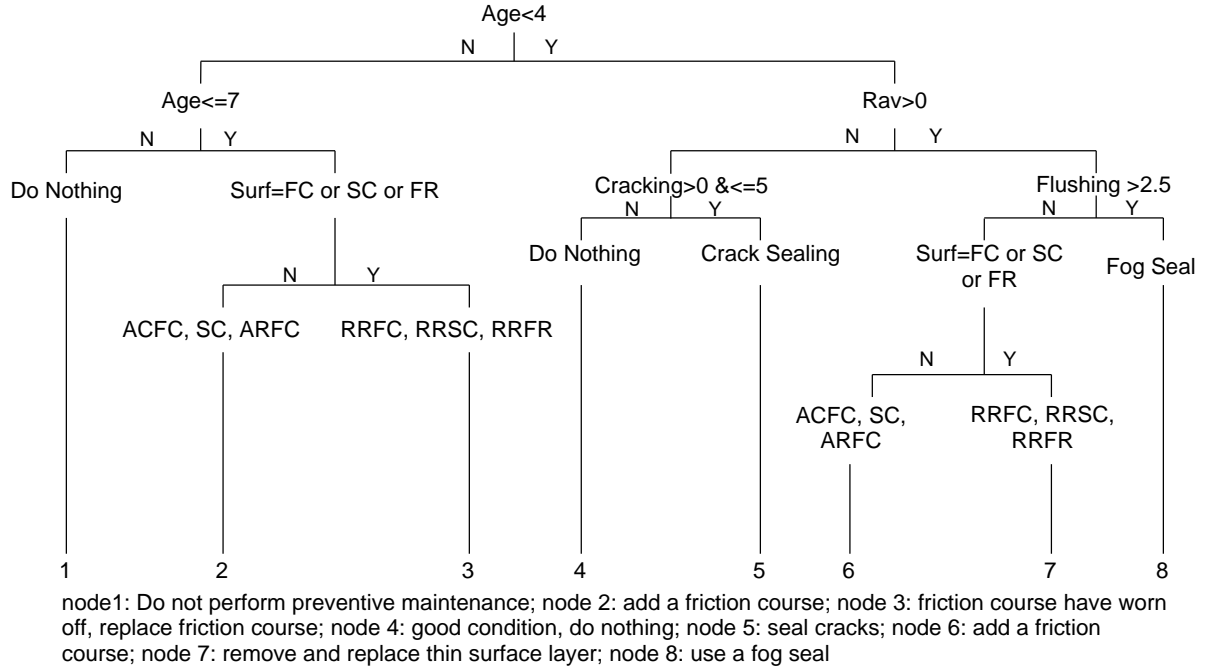 Age<4
N
Y
Age<=7
Rav>0
N
Y
N
Y
Do Nothing
Surf=FC or SC or FR
Cracking>0 &<=5
Flushing >2.5
N
Y
N
Y
Do Nothing
Crack Sealing
Surf=FC or SC
or FR
Fog Seal
N
Y
ACFC, SC, ARFC
RRFC, RRSC, RRFR
N
Y
ACFC, SC,
ARFC
RRFC, RRSC,
RRFR
1
2
3
4
5
6
7
8
node1: Do not perform preventive maintenance; node 2: add a friction course; node 3: friction course have worn
off, replace friction course; node 4: good condition, do nothing; node 5: seal cracks; node 6: add a friction
course; node 7: remove and replace thin surface layer; node 8: use a fog seal